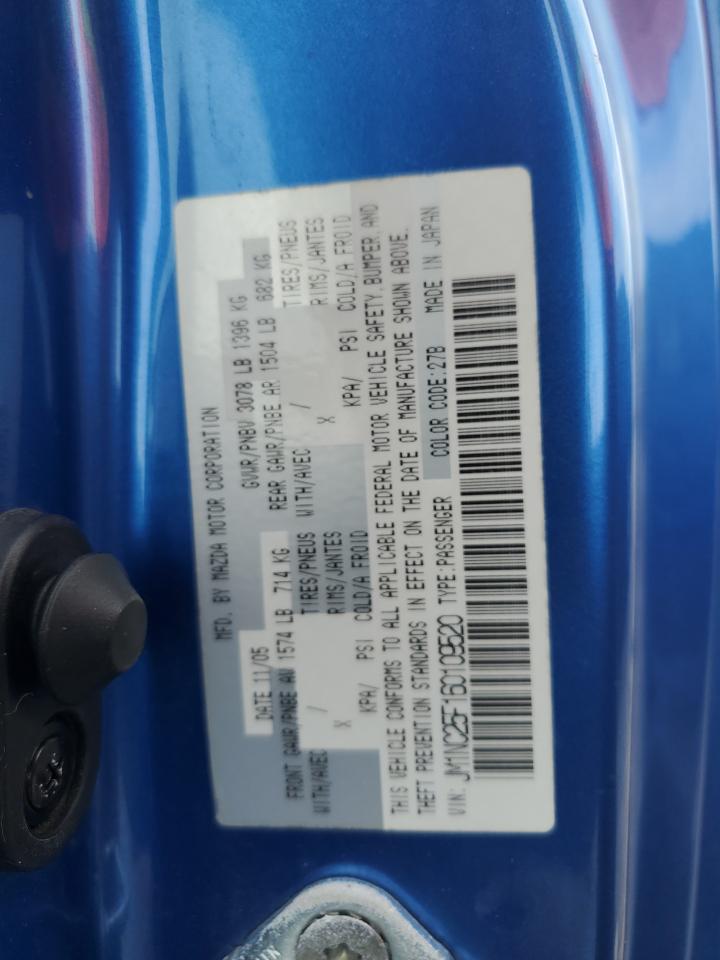 MFD. BY MAZDA MOTOR CORPORATION
DATE 11/05 GVWR/PNBV 3078 LB 1396 KG
FRONT GAWR/PNBE AV 1574 LB 714 KG REAR GAWR/PNBE AR 1504 LB 682 KG
WITH/AVEC / TIRES/PNEUS WITH/AVEC / TIRES/PNEUS
X RIMS/JANTES X RIMS/JANTES
KPA/ PSI COLD/A FROID KPA/ PSI COLD/A FROID
THIS VEHICLE CONFORMS TO ALL APPLICABLE FEDERAL MOTOR VEHICLE SAFETY, BUMPER, AND
THEFT PREVENTION STANDARDS IN EFFECT ON THE DATE OF MANUFACTURE SHOWN ABOVE.
VIN: JM1NC25F160109520 TYPE:PASSENGER COLOR CODE:27B MADE IN JAPAN